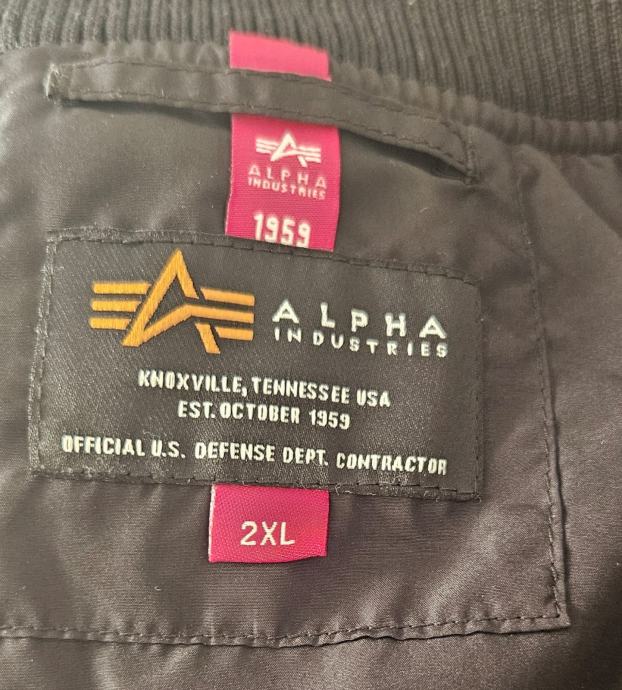 ALPHA
INDUSTRIES
1959
ALPHA
INDUSTRIES
KNOXVILLE, TENNESSEE USA
EST. OCTOBER 1959
OFFICIAL U.S. DEFENSE DEPT. CONTRACTOR
2XL